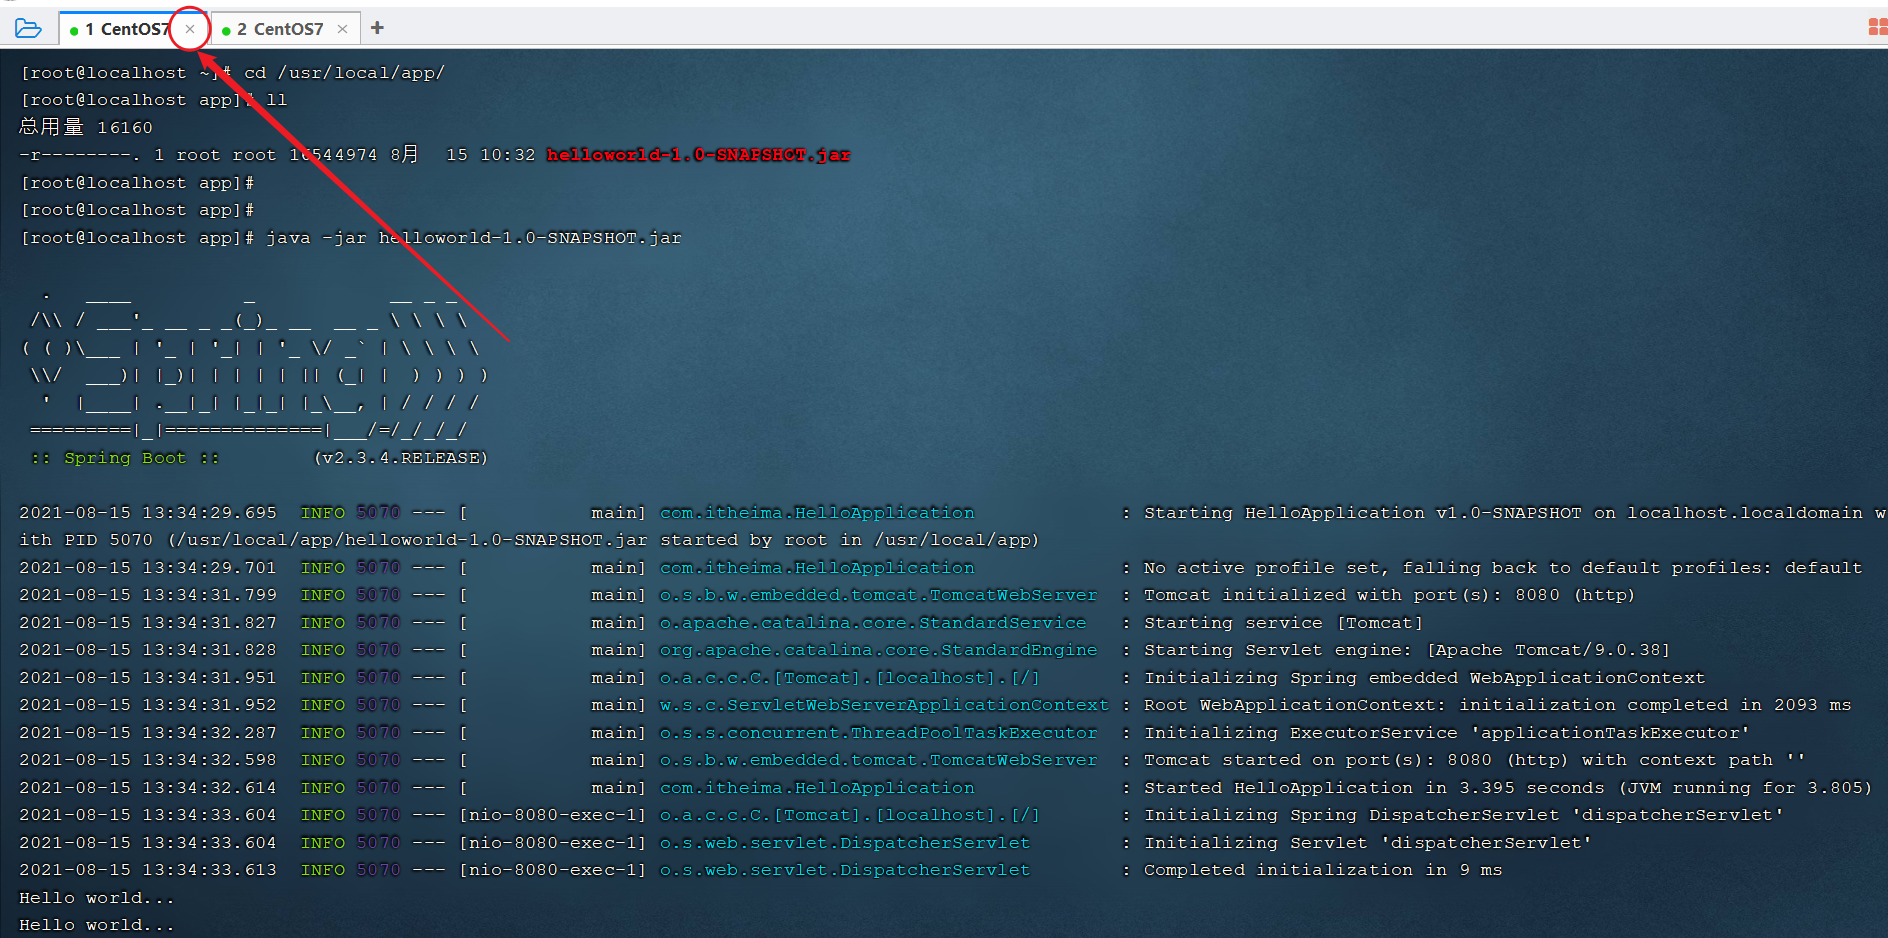 1 CentOS7 × 2 CentOS7 × +
[root@localhost ~]# cd /usr/local/app/
[root@localhost app]# ll
总用量 16160
-r--------. 1 root root 16544974 8月  15 10:32 helloworld-1.0-SNAPSHOT.jar
[root@localhost app]#
[root@localhost app]#
[root@localhost app]# java -jar helloworld-1.0-SNAPSHOT.jar
  .   ____          _            __ _ _
 /\\ / ___'_ __ _ _(_)_ __  __ _ \ \ \ \
( ( )\___ | '_ | '_| | '_ \/ _` | \ \ \ \
 \\/  ___)| |_)| | | | | || (_| |  ) ) ) )
  '  |____| .__|_| |_|_| |_\__, | / / / /
 =========|_|==============|___/=/_/_/_/
 :: Spring Boot ::        (v2.3.4.RELEASE)
2021-08-15 13:34:29.695  INFO 5070 --- [           main] com.itheima.HelloApplication             : Starting HelloApplication v1.0-SNAPSHOT on localhost.localdomain w
ith PID 5070 (/usr/local/app/helloworld-1.0-SNAPSHOT.jar started by root in /usr/local/app)
2021-08-15 13:34:29.701  INFO 5070 --- [           main] com.itheima.HelloApplication             : No active profile set, falling back to default profiles: default
2021-08-15 13:34:31.799  INFO 5070 --- [           main] o.s.b.w.embedded.tomcat.TomcatWebServer  : Tomcat initialized with port(s): 8080 (http)
2021-08-15 13:34:31.827  INFO 5070 --- [           main] o.apache.catalina.core.StandardService   : Starting service [Tomcat]
2021-08-15 13:34:31.828  INFO 5070 --- [           main] org.apache.catalina.core.StandardEngine  : Starting Servlet engine: [Apache Tomcat/9.0.38]
2021-08-15 13:34:31.951  INFO 5070 --- [           main] o.a.c.c.C.[Tomcat].[localhost].[/]       : Initializing Spring embedded WebApplicationContext
2021-08-15 13:34:31.952  INFO 5070 --- [           main] w.s.c.ServletWebServerApplicationContext : Root WebApplicationContext: initialization completed in 2093 ms
2021-08-15 13:34:32.287  INFO 5070 --- [           main] o.s.s.concurrent.ThreadPoolTaskExecutor  : Initializing ExecutorService 'applicationTaskExecutor'
2021-08-15 13:34:32.598  INFO 5070 --- [           main] o.s.b.w.embedded.tomcat.TomcatWebServer  : Tomcat started on port(s): 8080 (http) with context path ''
2021-08-15 13:34:32.614  INFO 5070 --- [           main] com.itheima.HelloApplication             : Started HelloApplication in 3.395 seconds (JVM running for 3.805)
2021-08-15 13:34:33.604  INFO 5070 --- [nio-8080-exec-1] o.a.c.c.C.[Tomcat].[localhost].[/]       : Initializing Spring DispatcherServlet 'dispatcherServlet'
2021-08-15 13:34:33.604  INFO 5070 --- [nio-8080-exec-1] o.s.web.servlet.DispatcherServlet        : Initializing Servlet 'dispatcherServlet'
2021-08-15 13:34:33.613  INFO 5070 --- [nio-8080-exec-1] o.s.web.servlet.DispatcherServlet        : Completed initialization in 9 ms
Hello world...
Hello world...